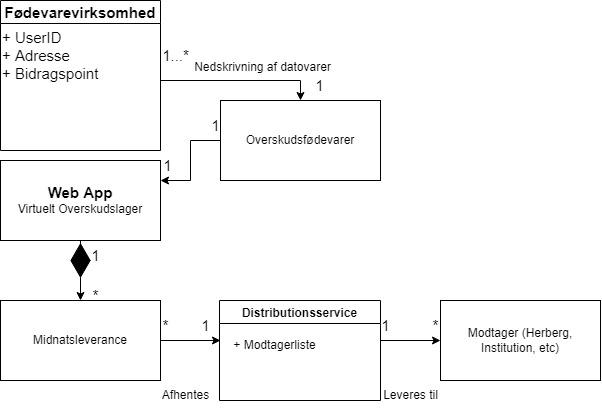 Fødevarevirksomhed
+ UserID
+ Adresse
+ Bidragspoint
1...*
Nedskrivning af datovarer
1
Overskudsfødevarer
1
1
Web App
Virtuelt Overskudslager
1
*
Midnatsleverance
*
1
Afhentes
Distributionsservice
+ Modtagerliste
1
*
Leveres til
Modtager (Herberg,
Institution, etc)